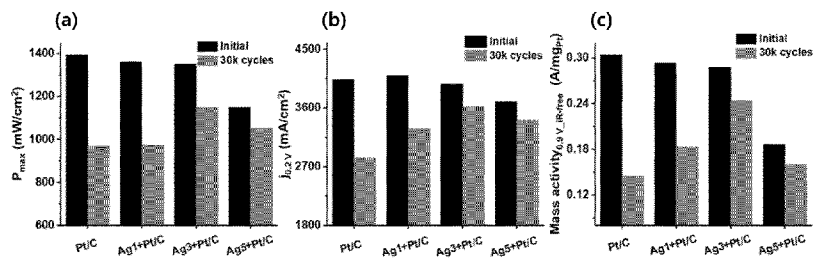 (a)
Initial
30k cycles
Pmax (mW/cm2)
1400
1200
1000
800
600
Pt/C
Ag1+Pt/C
Ag3+Pt/C
Ag5+Pt/C
(b)
Initial
30k cycles
j0.2 V (mA/cm2)
4500
3600
2700
1800
Pt/C
Ag1+Pt/C
Ag3+Pt/C
Ag5+Pt/C
(c)
Initial
30k cycles
Mass activity0.9 V_iR-free (A/mgPt)
0.30
0.24
0.18
0.12
Pt/C
Ag1+Pt/C
Ag3+Pt/C
Ag5+Pt/C